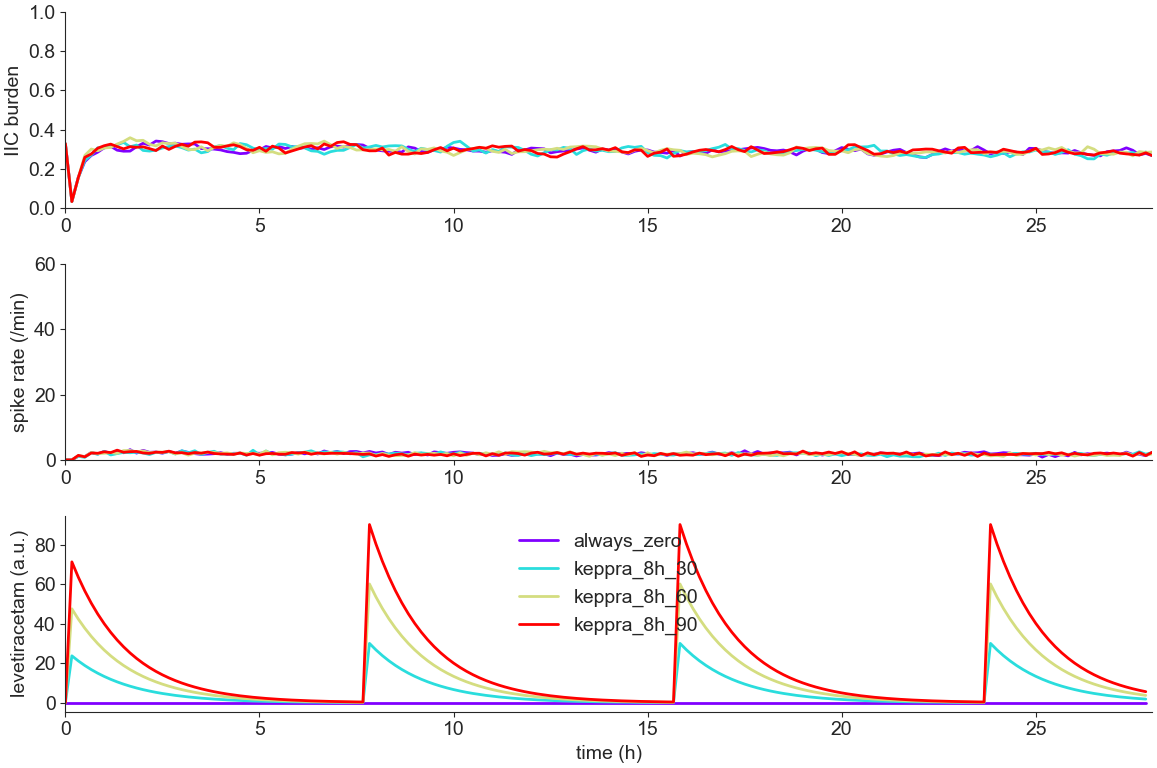 IIC burden
1.0
0.8
0.6
0.4
0.2
0.0
0 5 10 15 20 25
spike rate (/min)
60
40
20
0
0 5 10 15 20 25
levetiracetam (a.u.)
80
60
40
20
0
always_zero
keppra_8h_30
keppra_8h_60
keppra_8h_90
0 5 10 15 20 25
time (h)